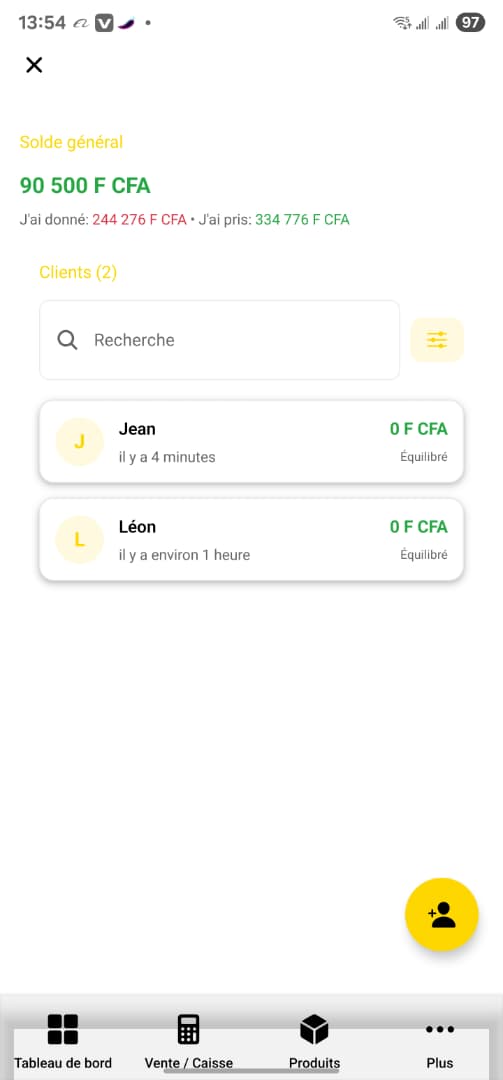 13:54
97
Solde général
90 500 F CFA
J'ai donné: 244 276 F CFA • J'ai pris: 334 776 F CFA
Clients (2)
Recherche
J
Jean
0 F CFA
il y a 4 minutes
Équilibré
L
Léon
0 F CFA
il y a environ 1 heure
Équilibré
Tableau de bord
Vente / Caisse
Produits
Plus